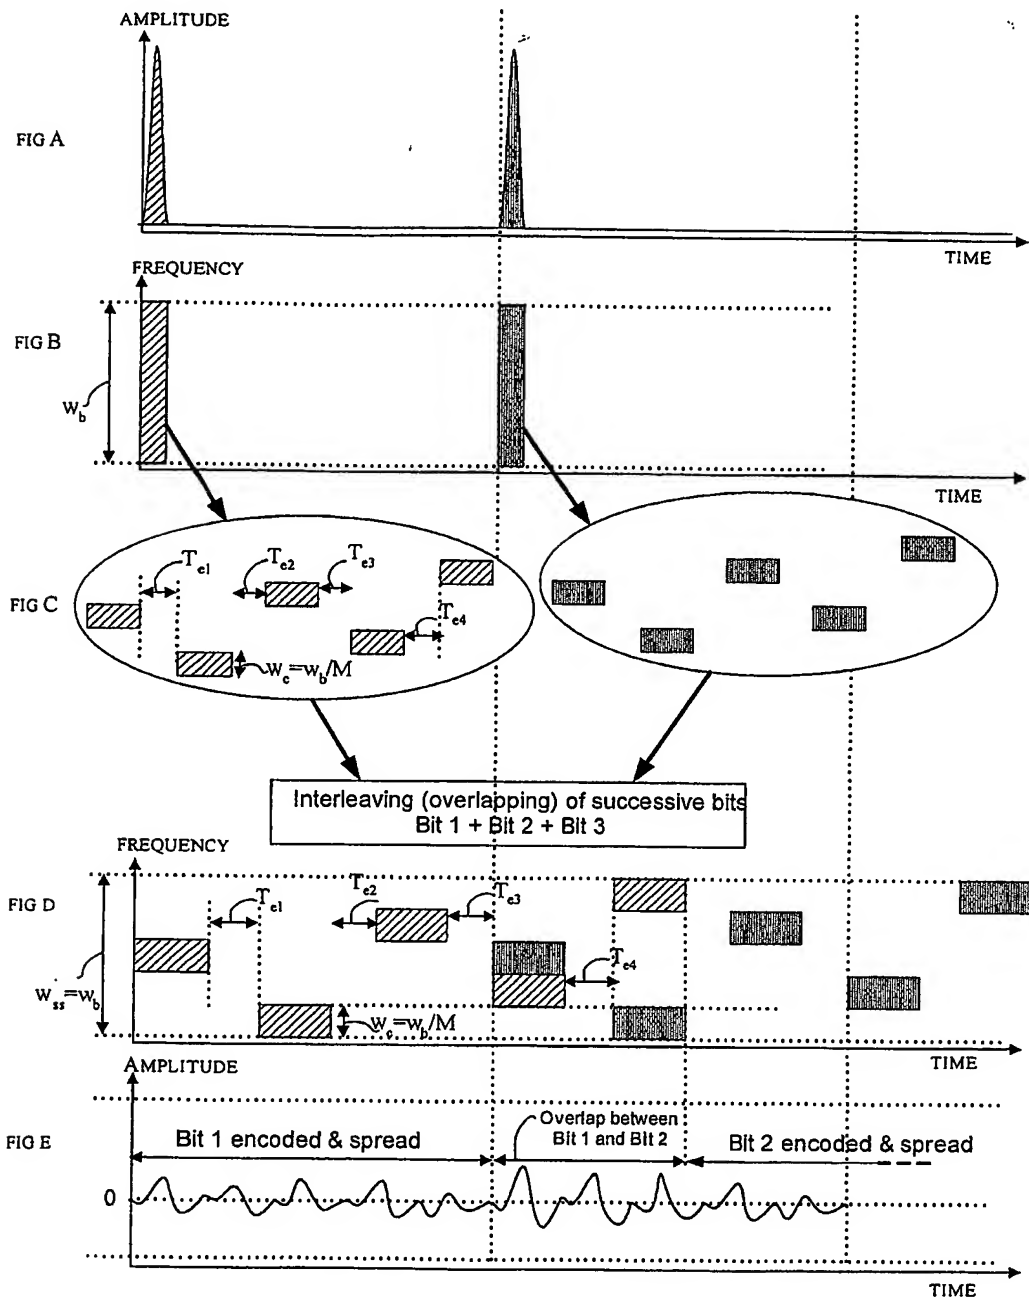 AMPLITUDE
FIG A
TIME
FREQUENCY
FIG B
w_b
TIME
T_e1
T_e2
T_e3
FIG C
T_e4
w_c=w_b/M
Interleaving (overlapping) of successive bits
Bit 1 + Bit 2 + Bit 3
FREQUENCY
FIG D
T_e1
T_e2
T_e3
T_e4
w_ss=w_b
w_c=w_b/M
TIME
AMPLITUDE
FIG E
Bit 1 encoded & spread
Overlap between
Bit 1 and Bit 2
Bit 2 encoded & spread
0
TIME